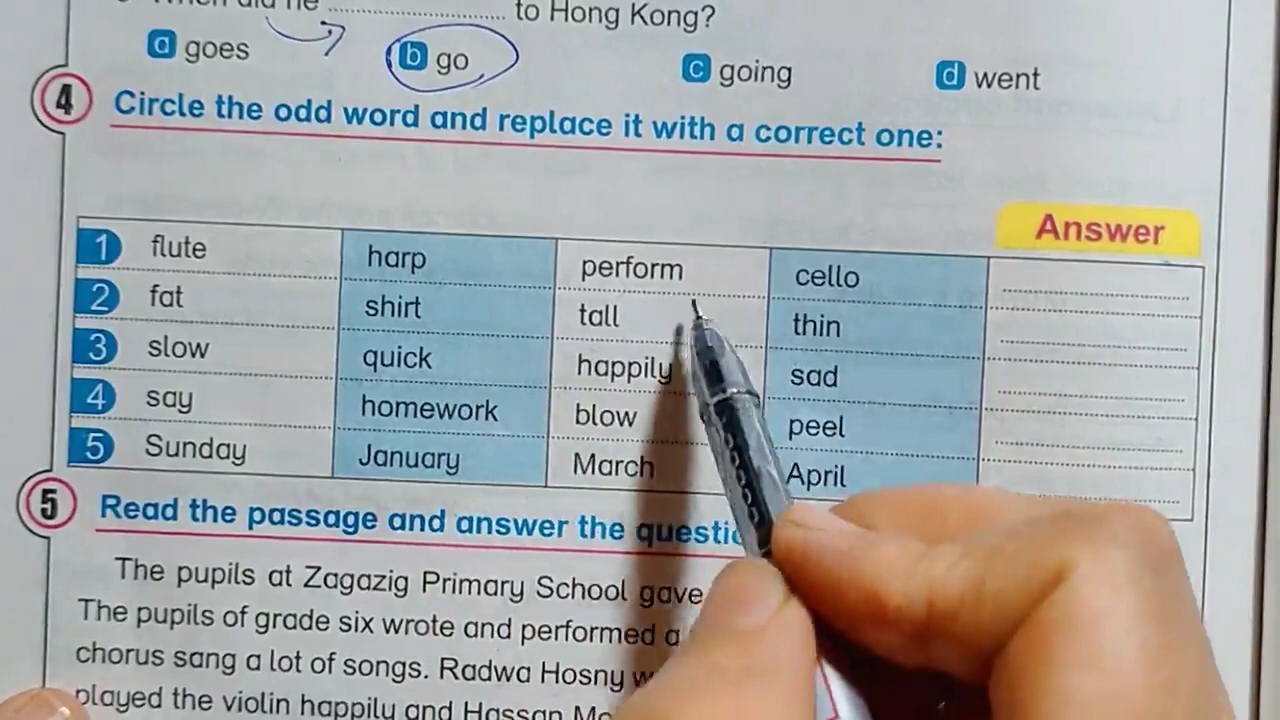 did he ........................ to Hong Kong?
a goes b go c going d went
4 Circle the odd word and replace it with a correct one:
Answer
1 flute harp perform cello
2 fat shirt tall thin
3 slow quick happily sad
4 say homework blow peel
5 Sunday January March April
5 Read the passage and answer the
The pupils at Zagazig Primary School gave
The pupils of grade six wrote and performed a
chorus sang a lot of songs. Radwa Hosny
played the violin happily and Hassan